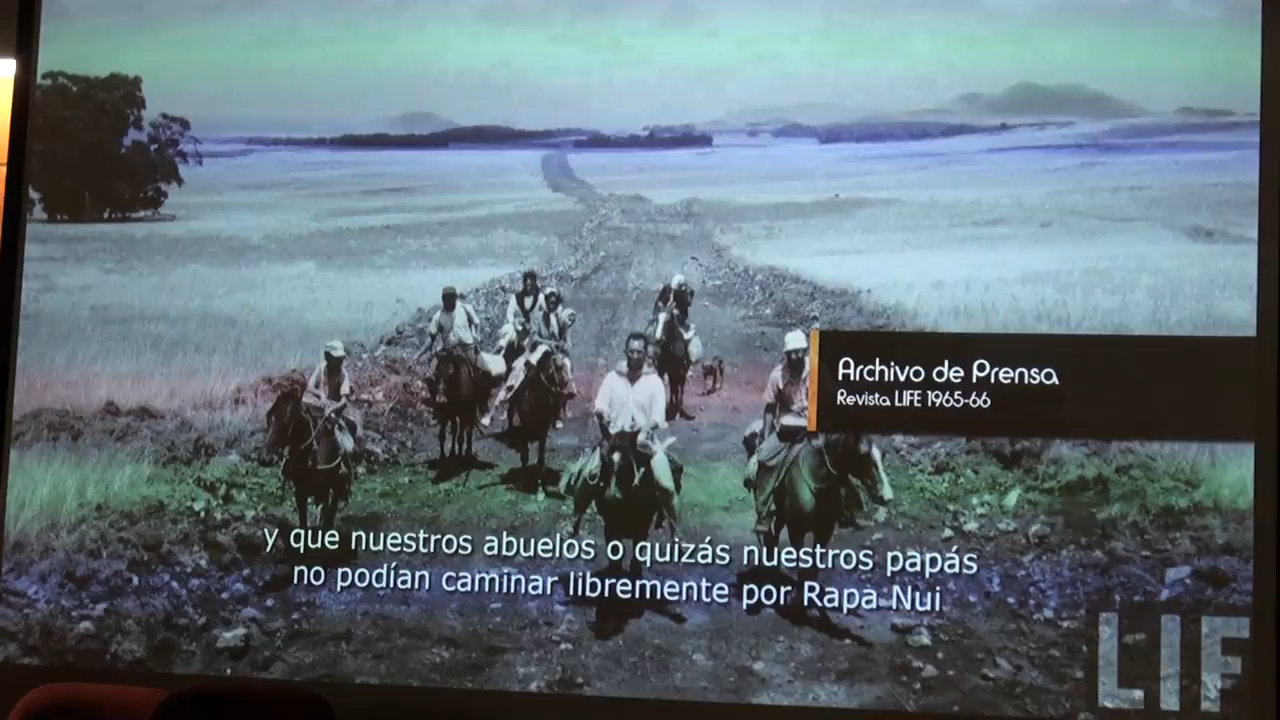 Archivo de Prensa
Revista LIFE 1965-66
y que nuestros abuelos o quizás nuestros papás
no podían caminar libremente por Rapa Nui
LIF